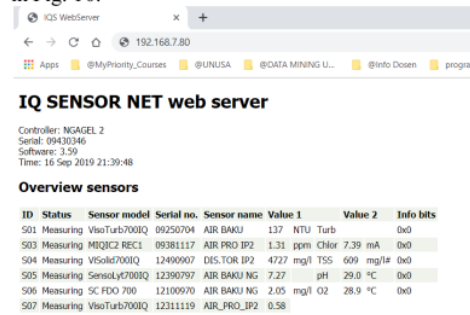 IQS WebServer
192.168.7.80
Apps @MyPriority_Courses @UNUSA @DATA MINING U... @Info Dosen progra
IQ SENSOR NET web server
Controller: NGAGEL 2
Serial: 09430346
Software: 3.59
Time: 16 Sep 2019 21:39:48
Overview sensors
ID Status Sensor model Serial no. Sensor name Value 1 Value 2 Info bits
S01 Measuring VisoTurb700IQ 09250704 AIR BAKU 137 NTU Turb 0x0
S03 Measuring MIQIC2 REC1 09381117 AIR PRO IP2 1.31 ppm Chlor 7.39 mA 0x0
S04 Measuring ViSolid700IQ 12490907 DIS.TOR IP2 4727 mg/l TSS 609 mg/l# 0x0
S05 Measuring SensoLyt700IQ 12390797 AIR BAKU NG 7.27 pH 29.0 °C 0x0
S06 Measuring SC FDO 700 12100970 AIR BAKU NG 2.05 mg/l O2 28.9 °C 0x0
S07 Measuring VisoTurb700IQ 12311119 AIR_PRO_IP2 0.58